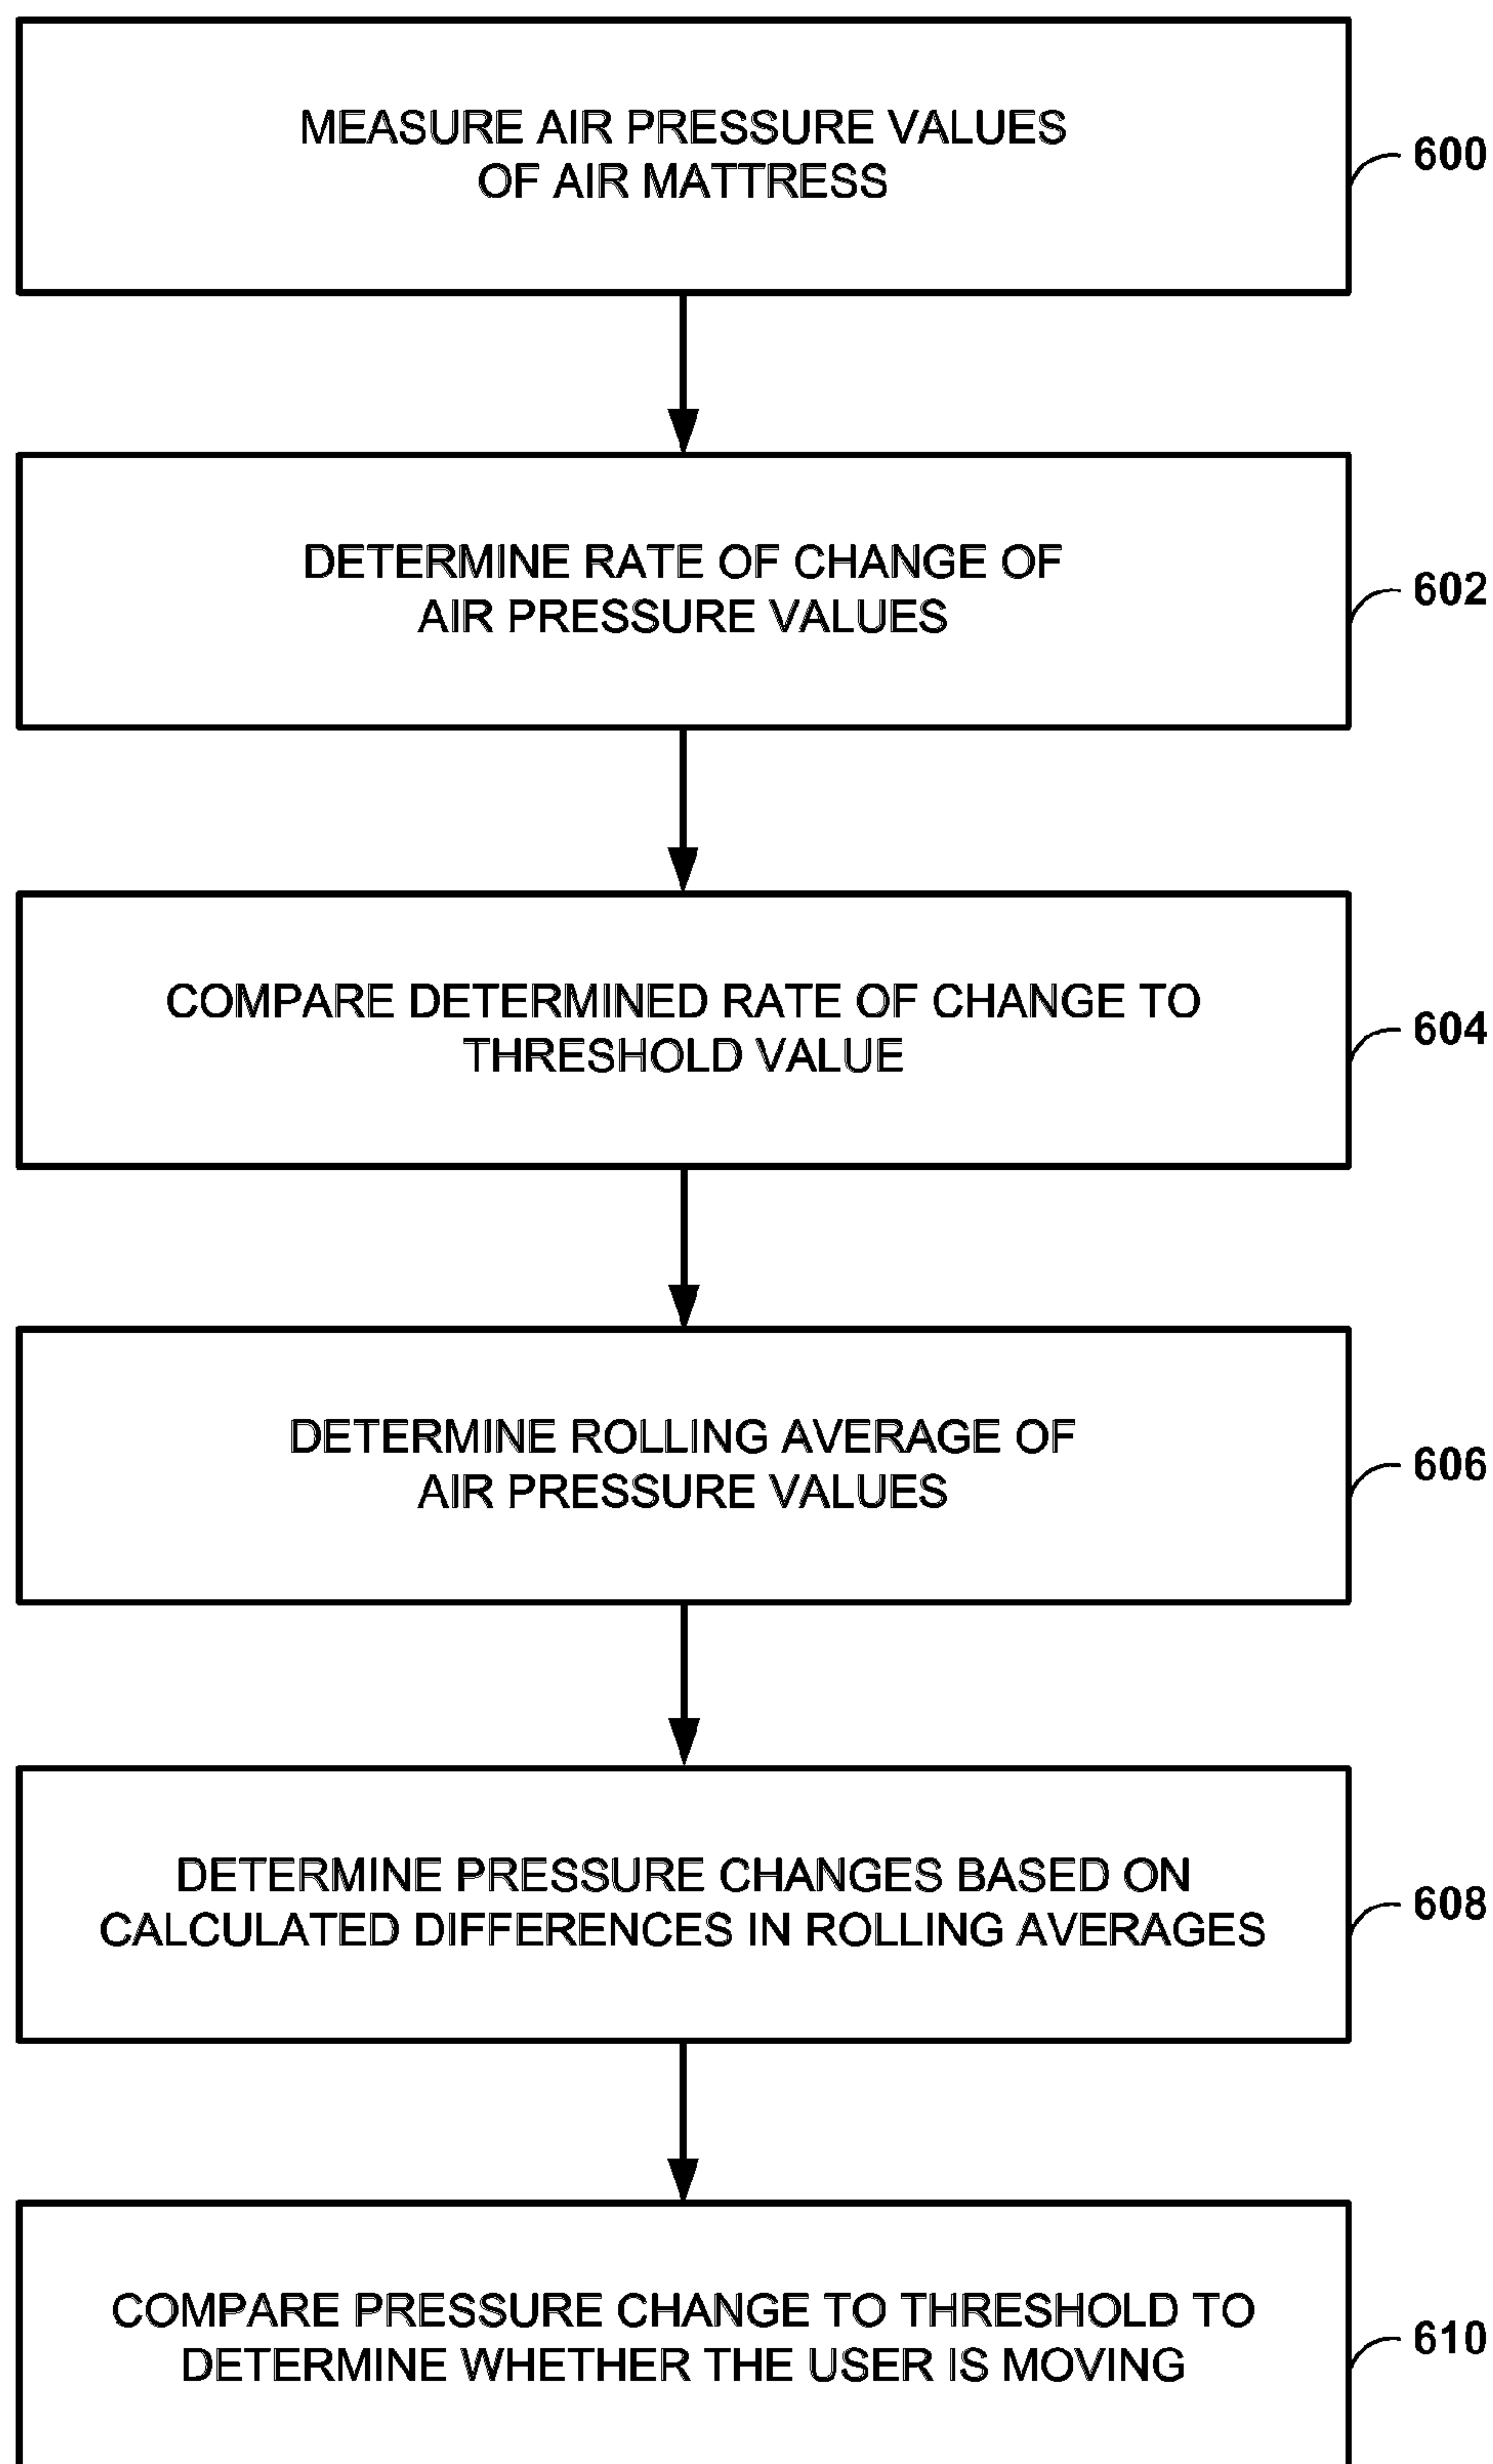 MEASURE AIR PRESSURE VALUES
OF AIR MATTRESS
600
DETERMINE RATE OF CHANGE OF
AIR PRESSURE VALUES
602
COMPARE DETERMINED RATE OF CHANGE TO
THRESHOLD VALUE
604
DETERMINE ROLLING AVERAGE OF
AIR PRESSURE VALUES
606
DETERMINE PRESSURE CHANGES BASED ON
CALCULATED DIFFERENCES IN ROLLING AVERAGES
608
COMPARE PRESSURE CHANGE TO THRESHOLD TO
DETERMINE WHETHER THE USER IS MOVING
610